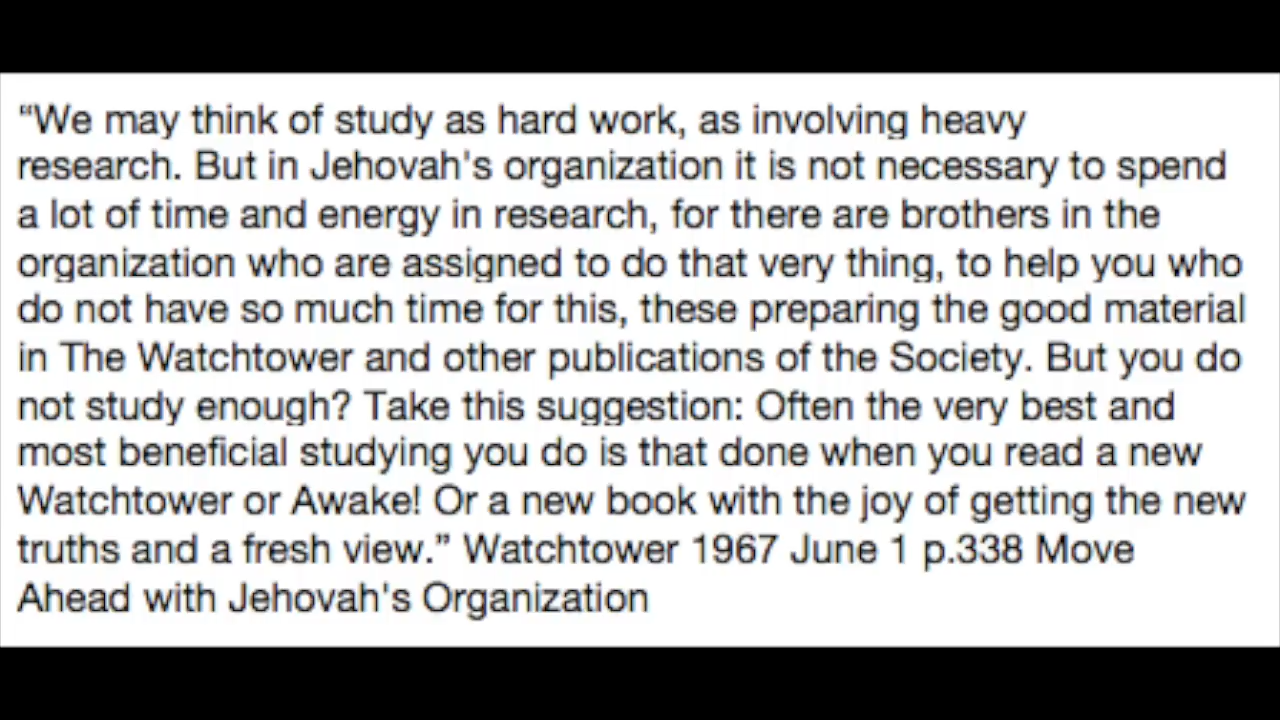 “We may think of study as hard work, as involving heavy
research. But in Jehovah's organization it is not necessary to spend
a lot of time and energy in research, for there are brothers in the
organization who are assigned to do that very thing, to help you who
do not have so much time for this, these preparing the good material
in The Watchtower and other publications of the Society. But you do
not study enough? Take this suggestion: Often the very best and
most beneficial studying you do is that done when you read a new
Watchtower or Awake! Or a new book with the joy of getting the new
truths and a fresh view.” Watchtower 1967 June 1 p.338 Move
Ahead with Jehovah's Organization